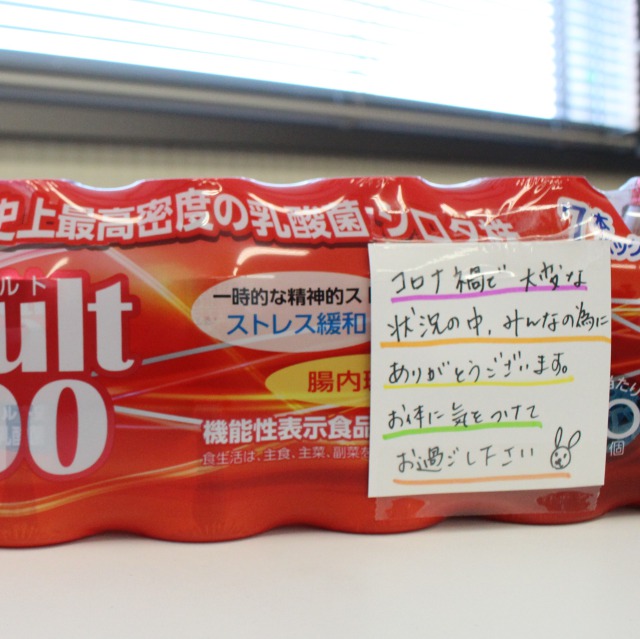 史上最高密度の乳酸菌 シロタ株
7本
ルト
ult
00
一時的な精神的スト
ストレス緩和
腸内環
機能性表示食品
食生活は、主食、主菜、副菜を
コロナ禍で 大変な
状況の中、みんなの為に
ありがとうございます。
お体に気をつけて
お過ごし下さい
個